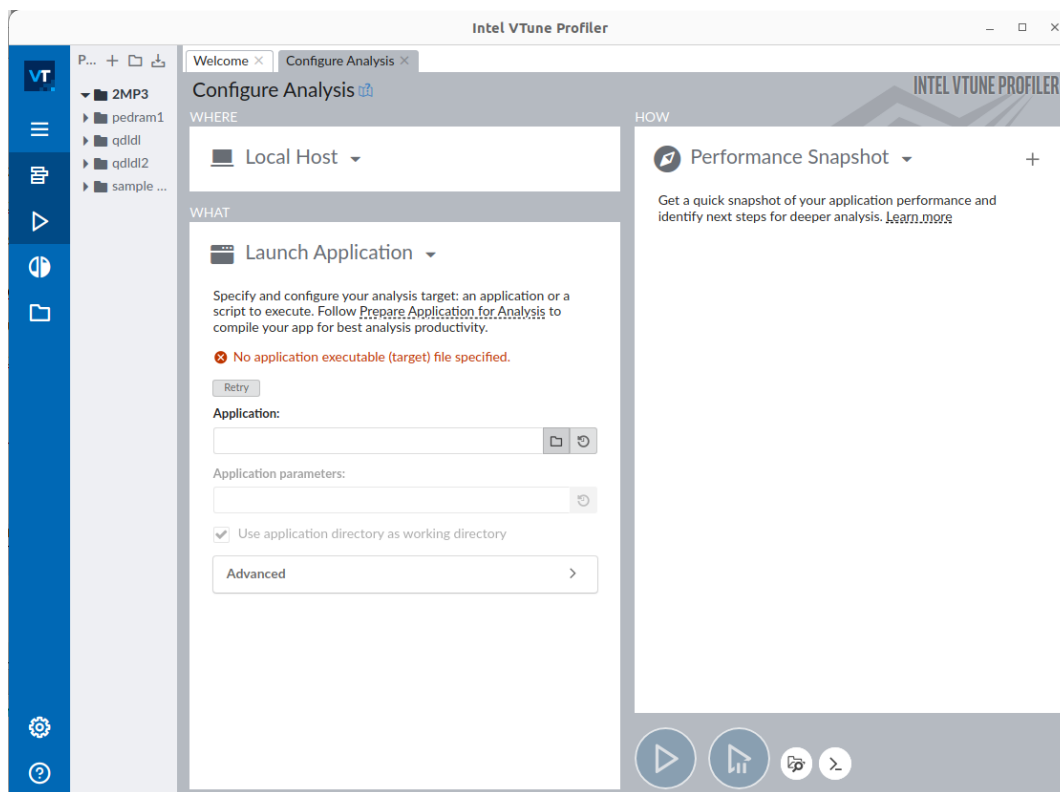 Intel VTune Profiler
P...
Welcome
Configure Analysis
VT
2MP3
pedram1
qdldl
qdldl2
sample ...
Configure Analysis
INTEL VTUNE PROFILER
WHERE
Local Host
WHAT
Launch Application
Specify and configure your analysis target: an application or a
script to execute. Follow Prepare Application for Analysis to
compile your app for best analysis productivity.
No application executable (target) file specified.
Retry
Application:
Application parameters:
Use application directory as working directory
Advanced
HOW
Performance Snapshot
Get a quick snapshot of your application performance and
identify next steps for deeper analysis. Learn more